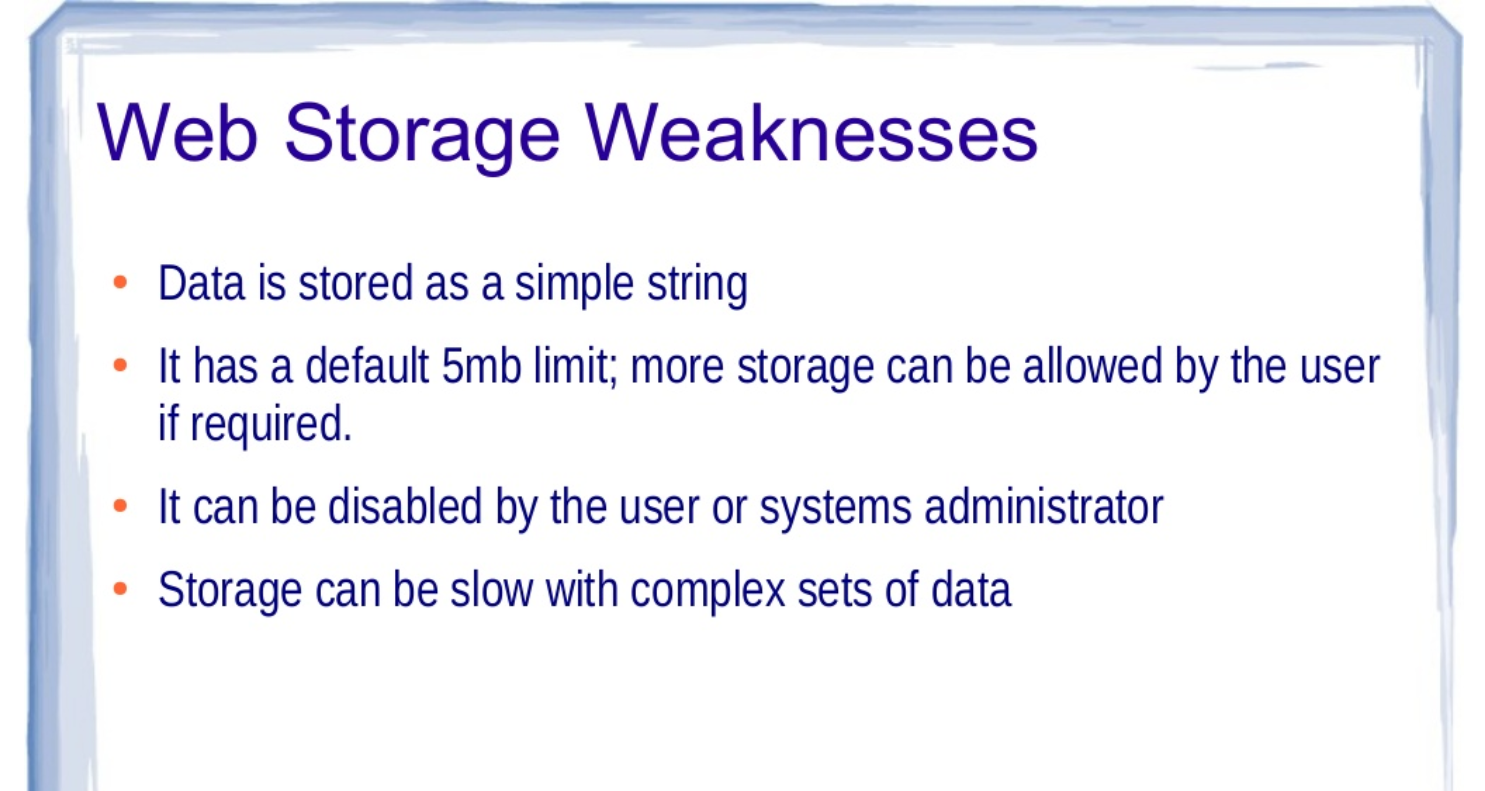 Web Storage Weaknesses
• Data is stored as a simple string
• It has a default 5mb limit; more storage can be allowed by the user
if required.
• It can be disabled by the user or systems administrator
• Storage can be slow with complex sets of data